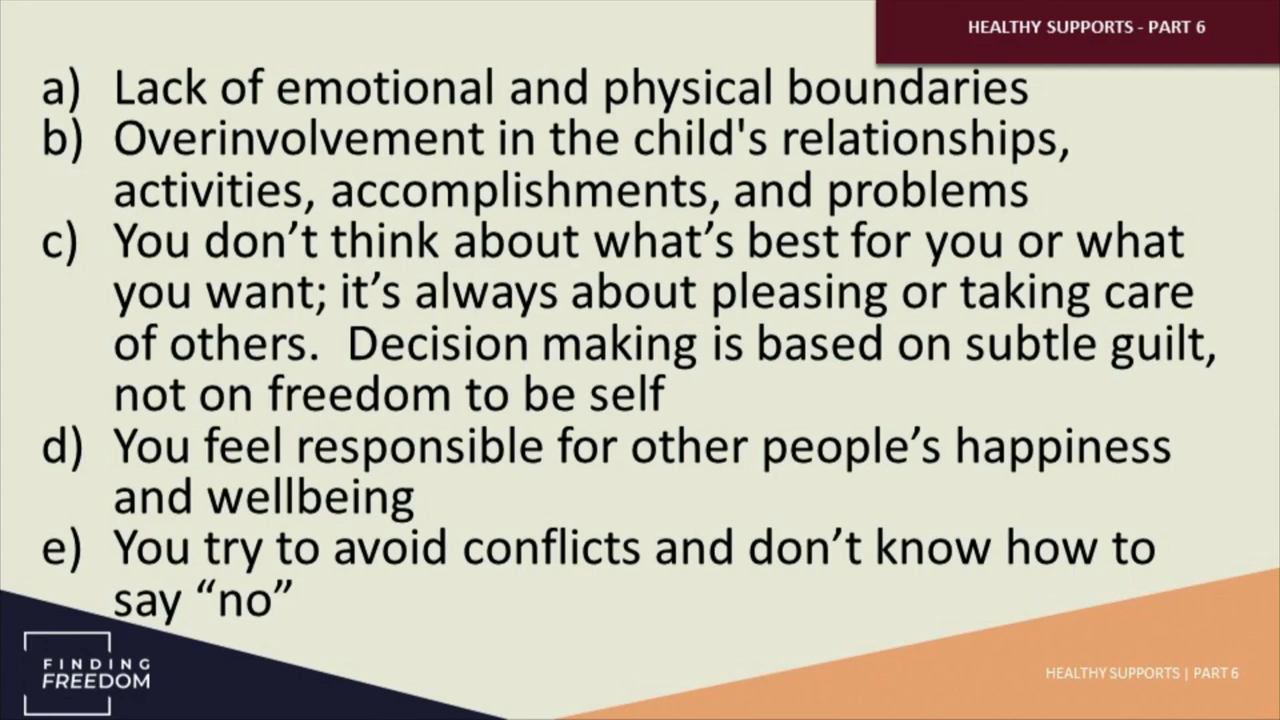 HEALTHY SUPPORTS - PART 6
a) Lack of emotional and physical boundaries
b) Overinvolvement in the child's relationships,
activities, accomplishments, and problems
c) You don’t think about what’s best for you or what
you want; it’s always about pleasing or taking care
of others.  Decision making is based on subtle guilt,
not on freedom to be self
d) You feel responsible for other people’s happiness
and wellbeing
e) You try to avoid conflicts and don’t know how to
say “no”
FINDING
FREEDOM
HEALTHY SUPPORTS | PART 6